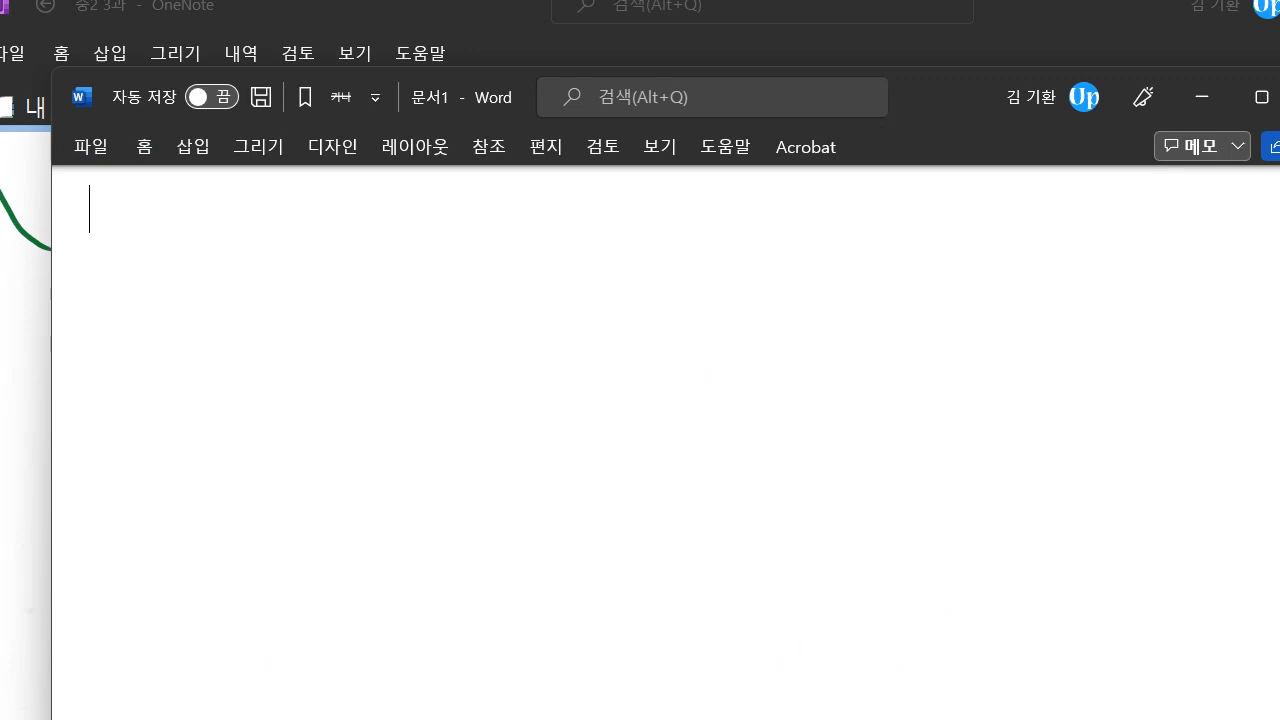 중2 3과 - OneNote
검색(Alt+Q)
김 기환
Up
파일 홈 삽입 그리기 내역 검토 보기 도움말
내
자동 저장 끔
문서1 - Word
검색(Alt+Q)
김 기환
Up
파일 홈 삽입 그리기 디자인 레이아웃 참조 편지 검토 보기 도움말 Acrobat
메모